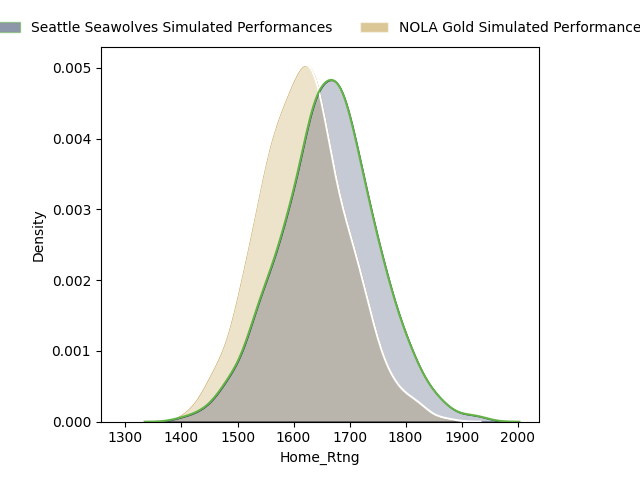 Seattle Seawolves Simulated Performances
NOLA Gold Simulated Performance
0.005
0.004
0.003
0.002
0.001
0.000
Density
1300 1400 1500 1600 1700 1800 1900 2000
Home_Rtng